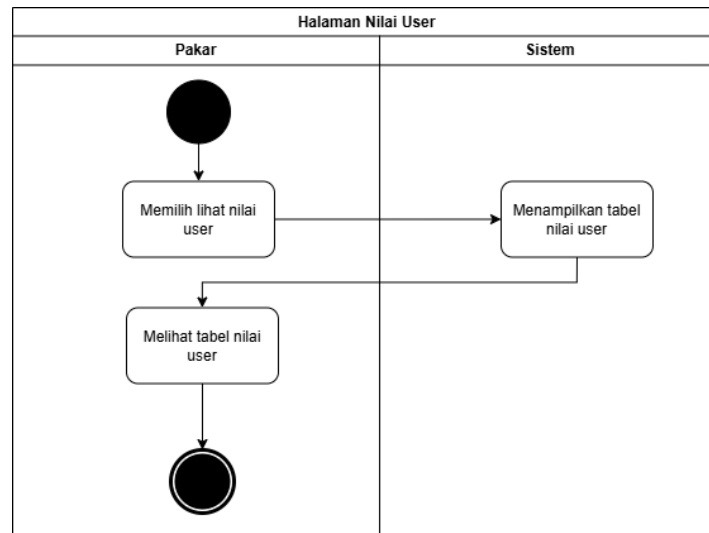 Halaman Nilai User
Pakar
Sistem
Memilih lihat nilai
user
Menampilkan tabel
nilai user
Melihat tabel nilai
user